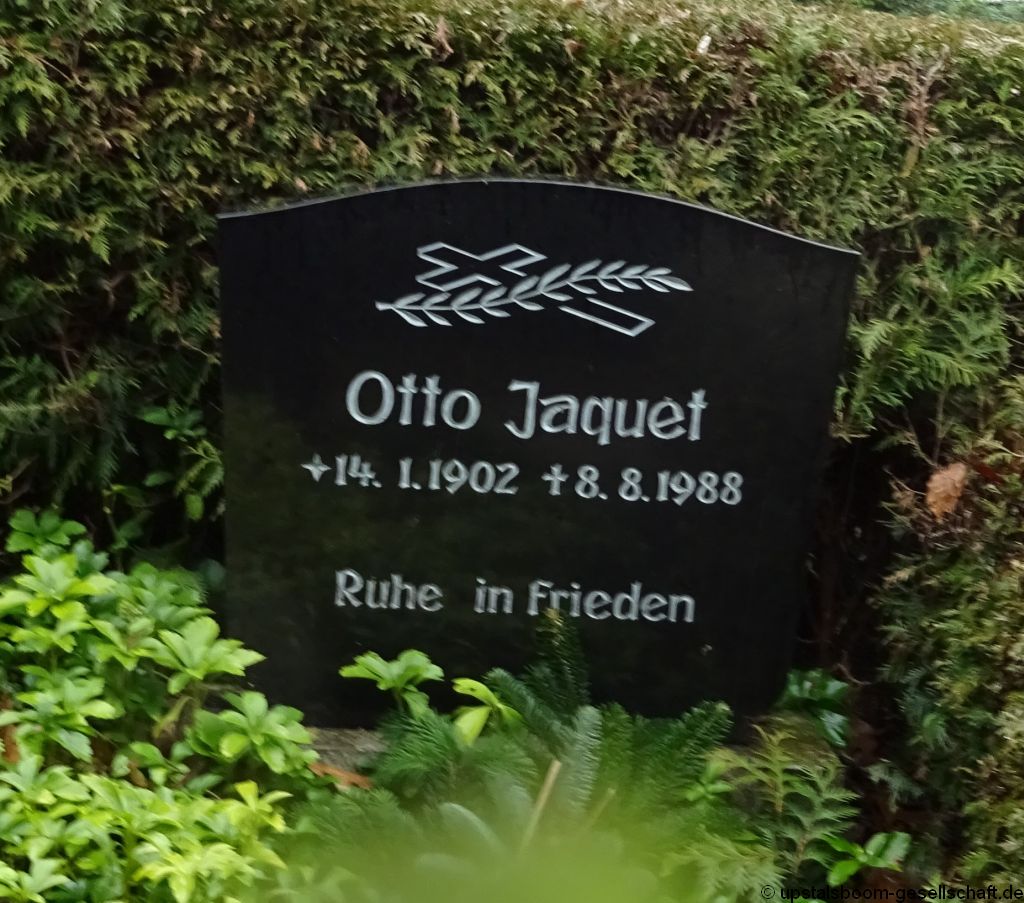 Otto Jaquet
✦ 14. 1. 1902 ✝ 8. 8. 1988
Ruhe in Frieden
© upstalsboom-gesellschaft.de